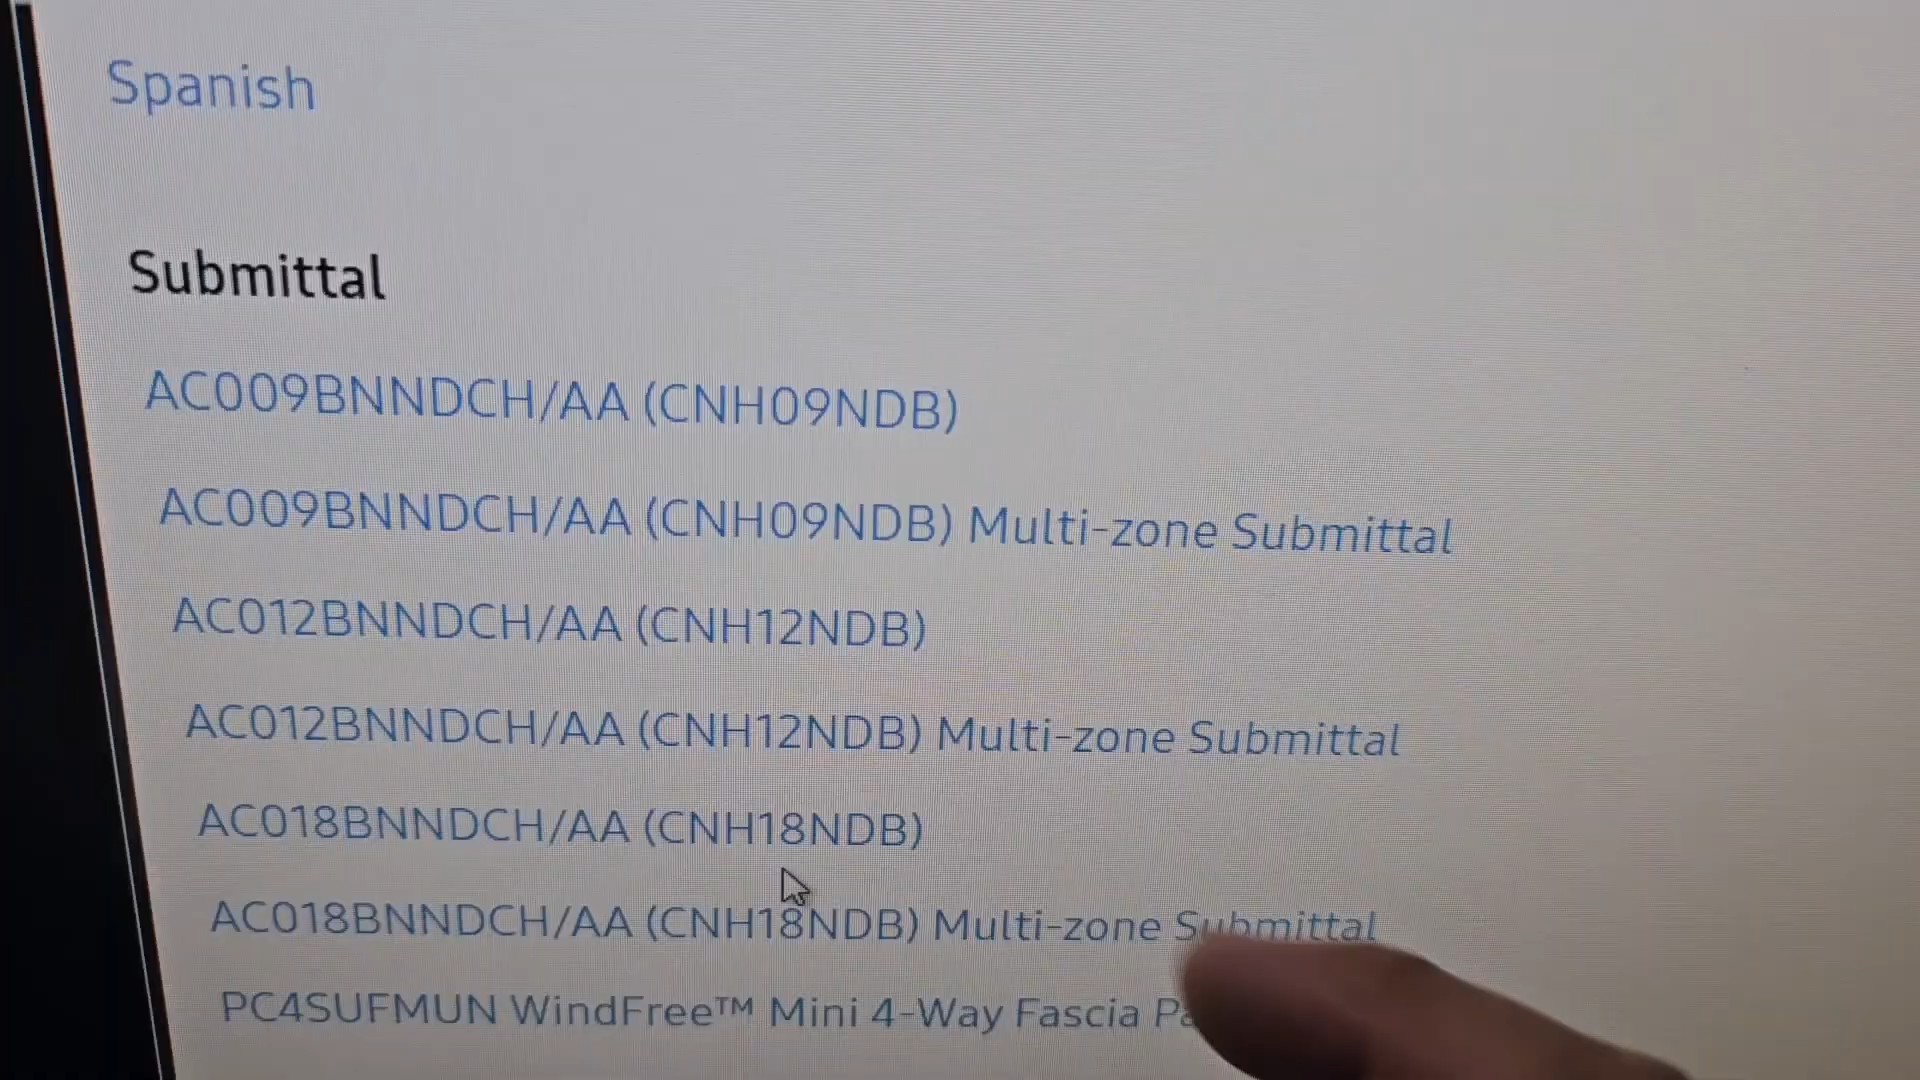 Spanish
Submittal
AC009BNNDCH/AA (CNH09NDB)
AC009BNNDCH/AA (CNH09NDB) Multi-zone Submittal
AC012BNNDCH/AA (CNH12NDB)
AC012BNNDCH/AA (CNH12NDB) Multi-zone Submittal
AC018BNNDCH/AA (CNH18NDB)
AC018BNNDCH/AA (CNH18NDB) Multi-zone Submittal
PC4SUFMUN WindFree™ Mini 4-Way Fascia